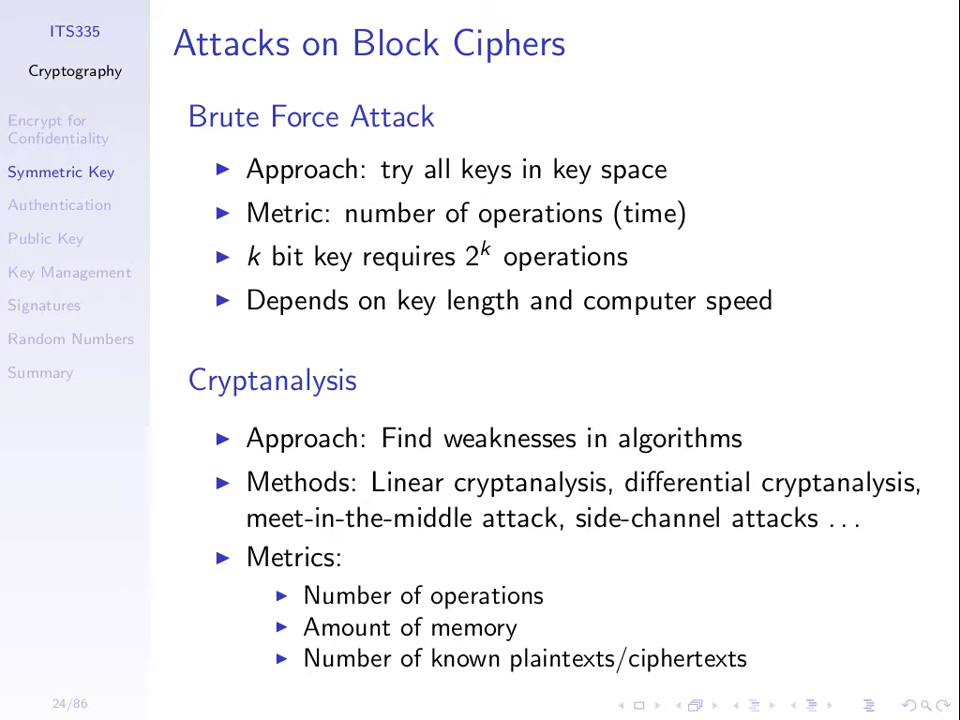 ITS335
Cryptography
Encrypt for
Confidentiality
Symmetric Key
Authentication
Public Key
Key Management
Signatures
Random Numbers
Summary
24/86
Attacks on Block Ciphers
Brute Force Attack
▶ Approach: try all keys in key space
▶ Metric: number of operations (time)
▶ k bit key requires 2^k operations
▶ Depends on key length and computer speed
Cryptanalysis
▶ Approach: Find weaknesses in algorithms
▶ Methods: Linear cryptanalysis, differential cryptanalysis,
meet-in-the-middle attack, side-channel attacks . . .
▶ Metrics:
▶ Number of operations
▶ Amount of memory
▶ Number of known plaintexts/ciphertexts